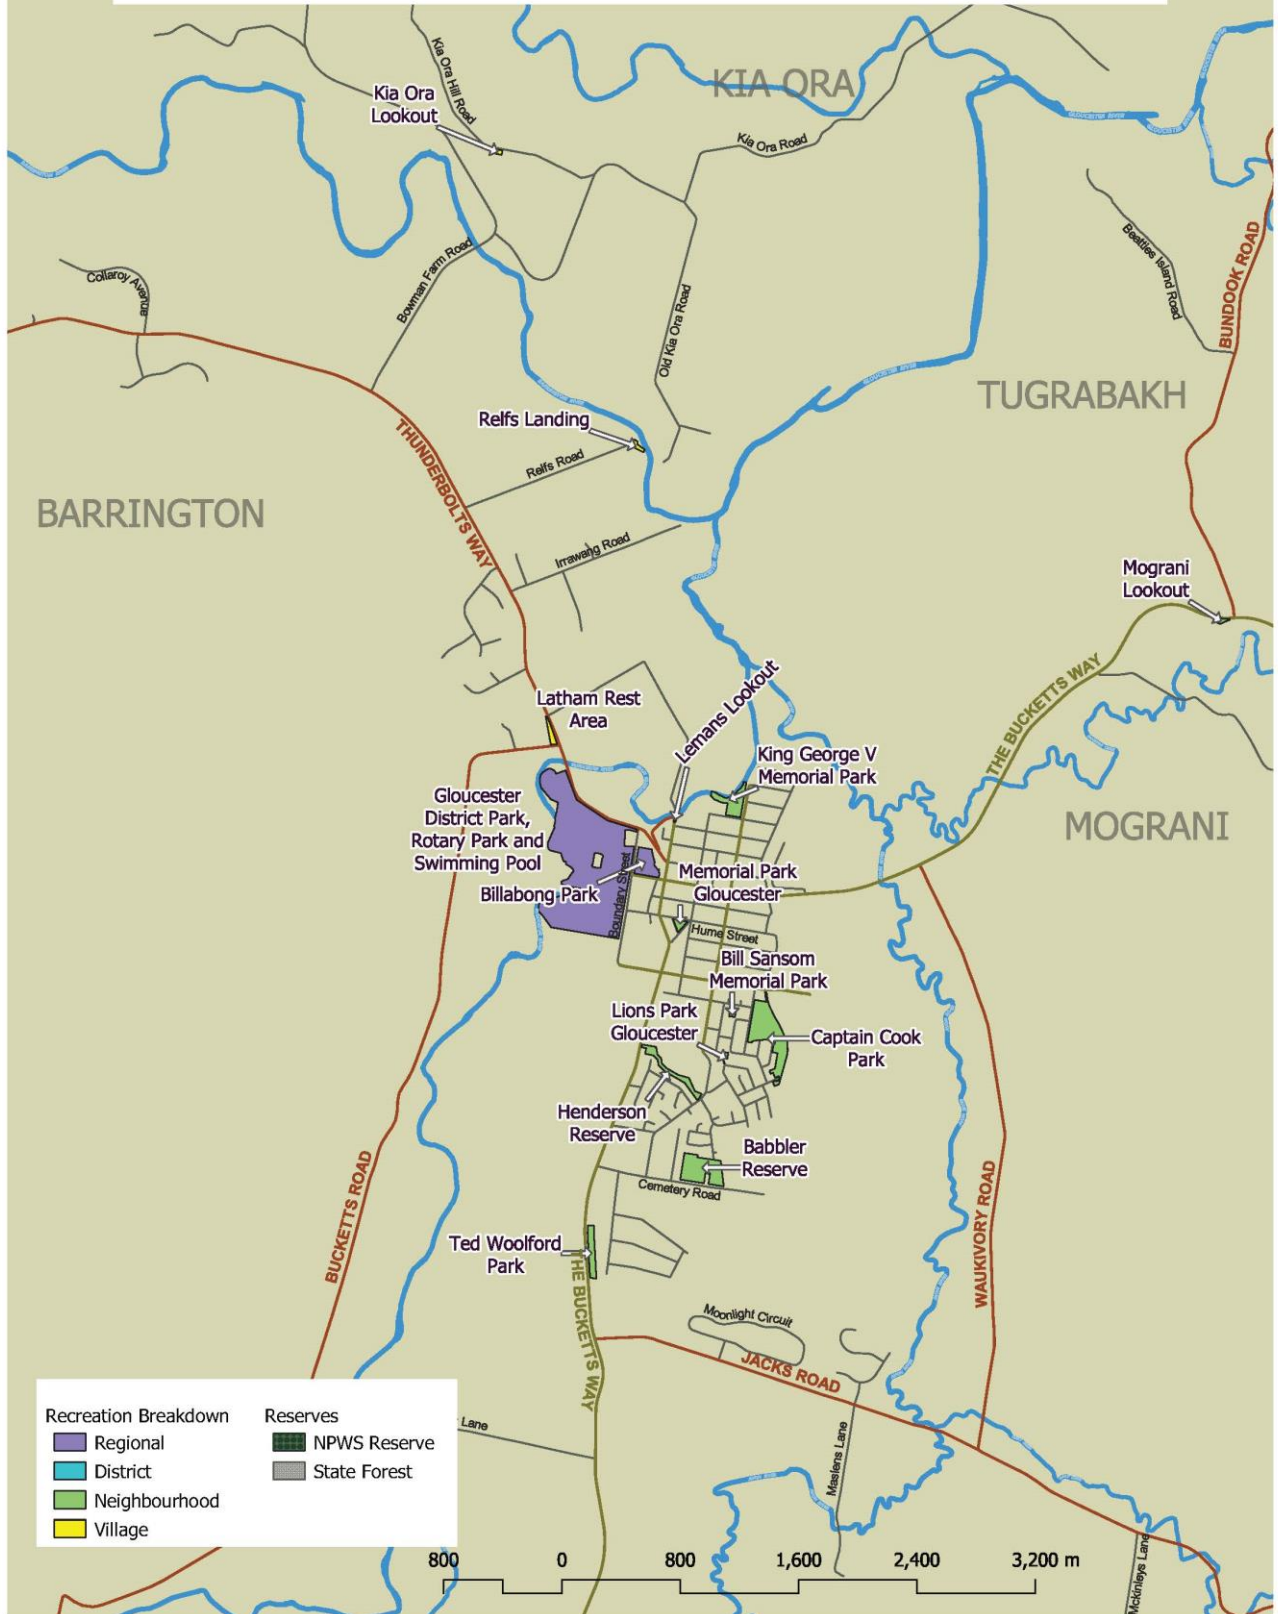 KIA ORA
Kia Ora Hill Road
Kia Ora
Lookout
GLOUCESTER RIVER
Kia Ora Road
Beatties Island Road
BUNDOOK ROAD
Collaroy Avenue
Bowman Farm Road
Old Kia Ora Road
GLOUCESTER RIVER
TUGRABAKH
Relfs Landing
Relfs Road
THUNDERBOLTS WAY
BARRINGTON
Irrawang Road
Mograni
Lookout
THE BUCKETTS WAY
Latham Rest
Area
Lemans Lookout
King George V
Memorial Park
Gloucester
District Park,
Rotary Park and
Swimming Pool
MOGRANI
Billabong Park
Boundary Street
Memorial Park
Gloucester
Hume Street
Bill Sansom
Memorial Park
Lions Park
Gloucester
Captain Cook
Park
Henderson
Reserve
Babbler
Reserve
Cemetery Road
BUCKETTS ROAD
WAUKIVORY ROAD
Ted Woolford
Park
THE BUCKETTS WAY
Moonlight Circuit
JACKS ROAD
Maslens Lane
Mckinleys Lane
Lane
Recreation Breakdown
Regional
District
Neighbourhood
Village
Reserves
NPWS Reserve
State Forest
800 0 800 1,600 2,400 3,200 m